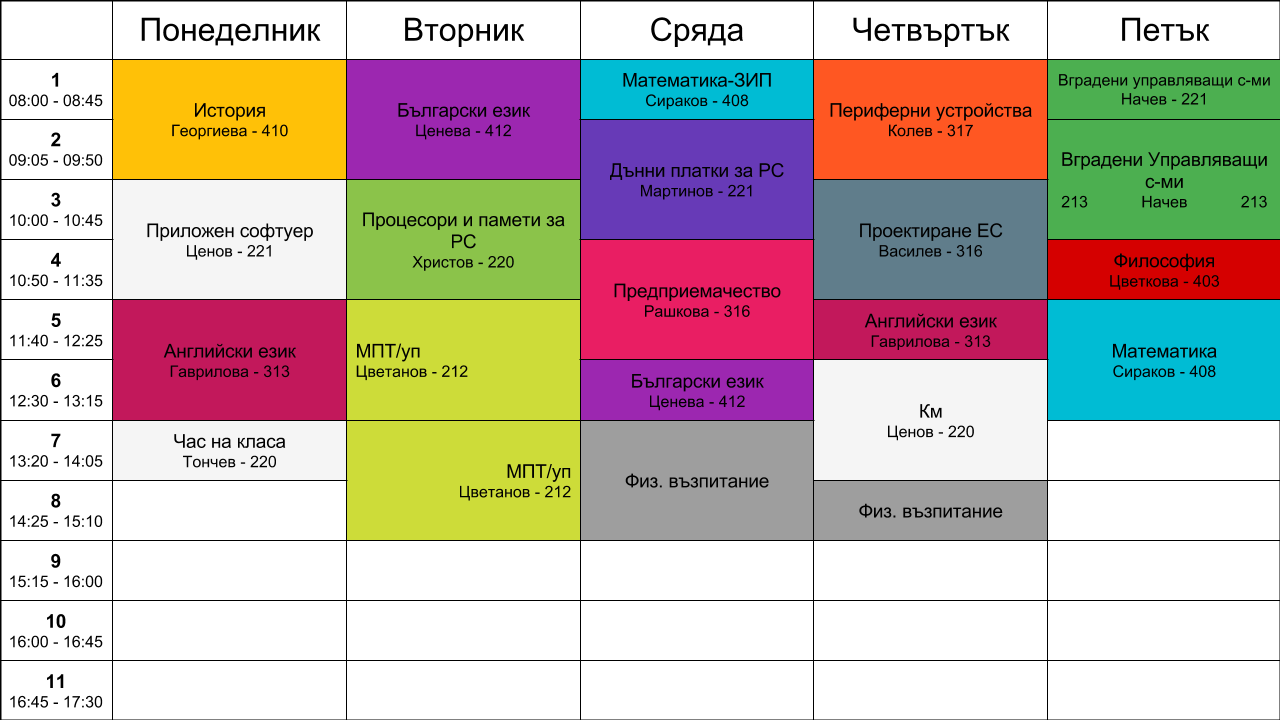 Понеделник
Вторник
Сряда
Четвъртък
Петък
1
08:00 - 08:45
История
Георгиева - 410
Български език
Ценева - 412
Математика-ЗИП
Сираков - 408
Периферни устройства
Колев - 317
Вградени управляващи с-ми
Начев - 221
2
09:05 - 09:50
Дънни платки за РС
Мартинов - 221
Вградени Управляващи
с-ми
213 Начев 213
3
10:00 - 10:45
Приложен софтуер
Ценов - 221
Процесори и памети за
РС
Христов - 220
Проектиране ЕС
Василев - 316
4
10:50 - 11:35
Предприемачество
Рашкова - 316
Философия
Цветкова - 403
5
11:40 - 12:25
Английски език
Гаврилова - 313
МПТ/уп
Цветанов - 212
Английски език
Гаврилова - 313
Математика
Сираков - 408
6
12:30 - 13:15
Български език
Ценева - 412
Км
Ценов - 220
7
13:20 - 14:05
Час на класа
Тончев - 220
МПТ/уп
Цветанов - 212
Физ. възпитание
8
14:25 - 15:10
Физ. възпитание
9
15:15 - 16:00
10
16:00 - 16:45
11
16:45 - 17:30